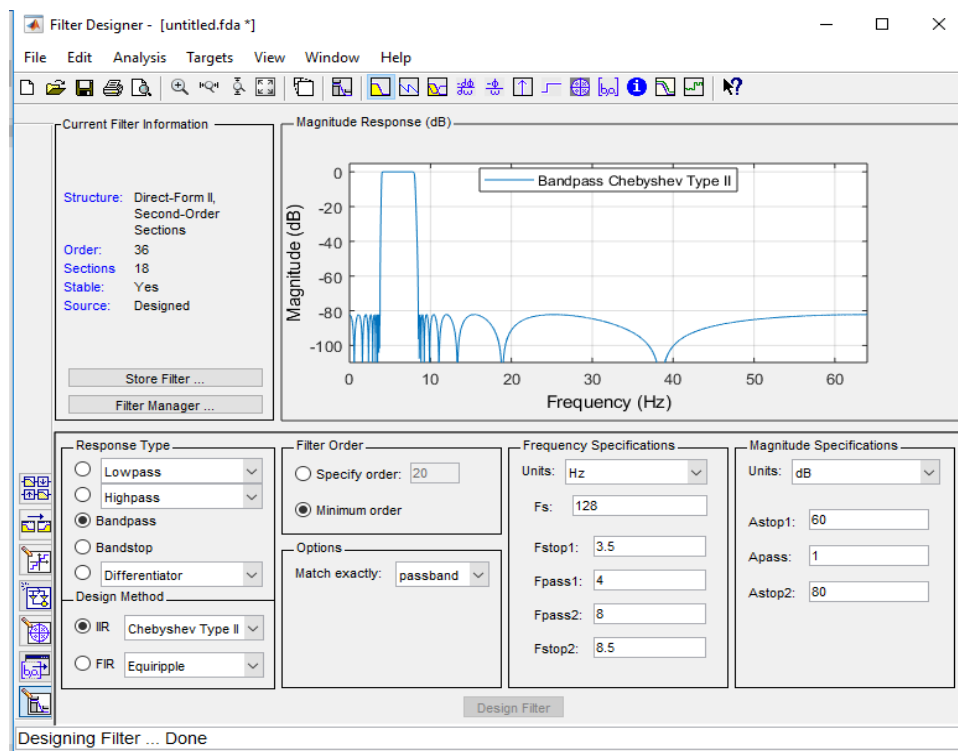 Filter Designer - [untitled.fda *]
File Edit Analysis Targets View Window Help
Current Filter Information
Structure: Direct-Form II,
Second-Order
Sections
Order: 36
Sections 18
Stable: Yes
Source: Designed
Store Filter ...
Filter Manager ...
Magnitude Response (dB)
Bandpass Chebyshev Type II
Magnitude (dB)
0
-20
-40
-60
-80
-100
0 10 20 30 40 50 60
Frequency (Hz)
Response Type
Lowpass
Highpass
Bandpass
Bandstop
Differentiator
Design Method
IIR Chebyshev Type II
FIR Equiripple
Filter Order
Specify order: 20
Minimum order
Options
Match exactly: passband
Frequency Specifications
Units: Hz
Fs: 128
Fstop1: 3.5
Fpass1: 4
Fpass2: 8
Fstop2: 8.5
Magnitude Specifications
Units: dB
Astop1: 60
Apass: 1
Astop2: 80
Design Filter
Designing Filter ... Done